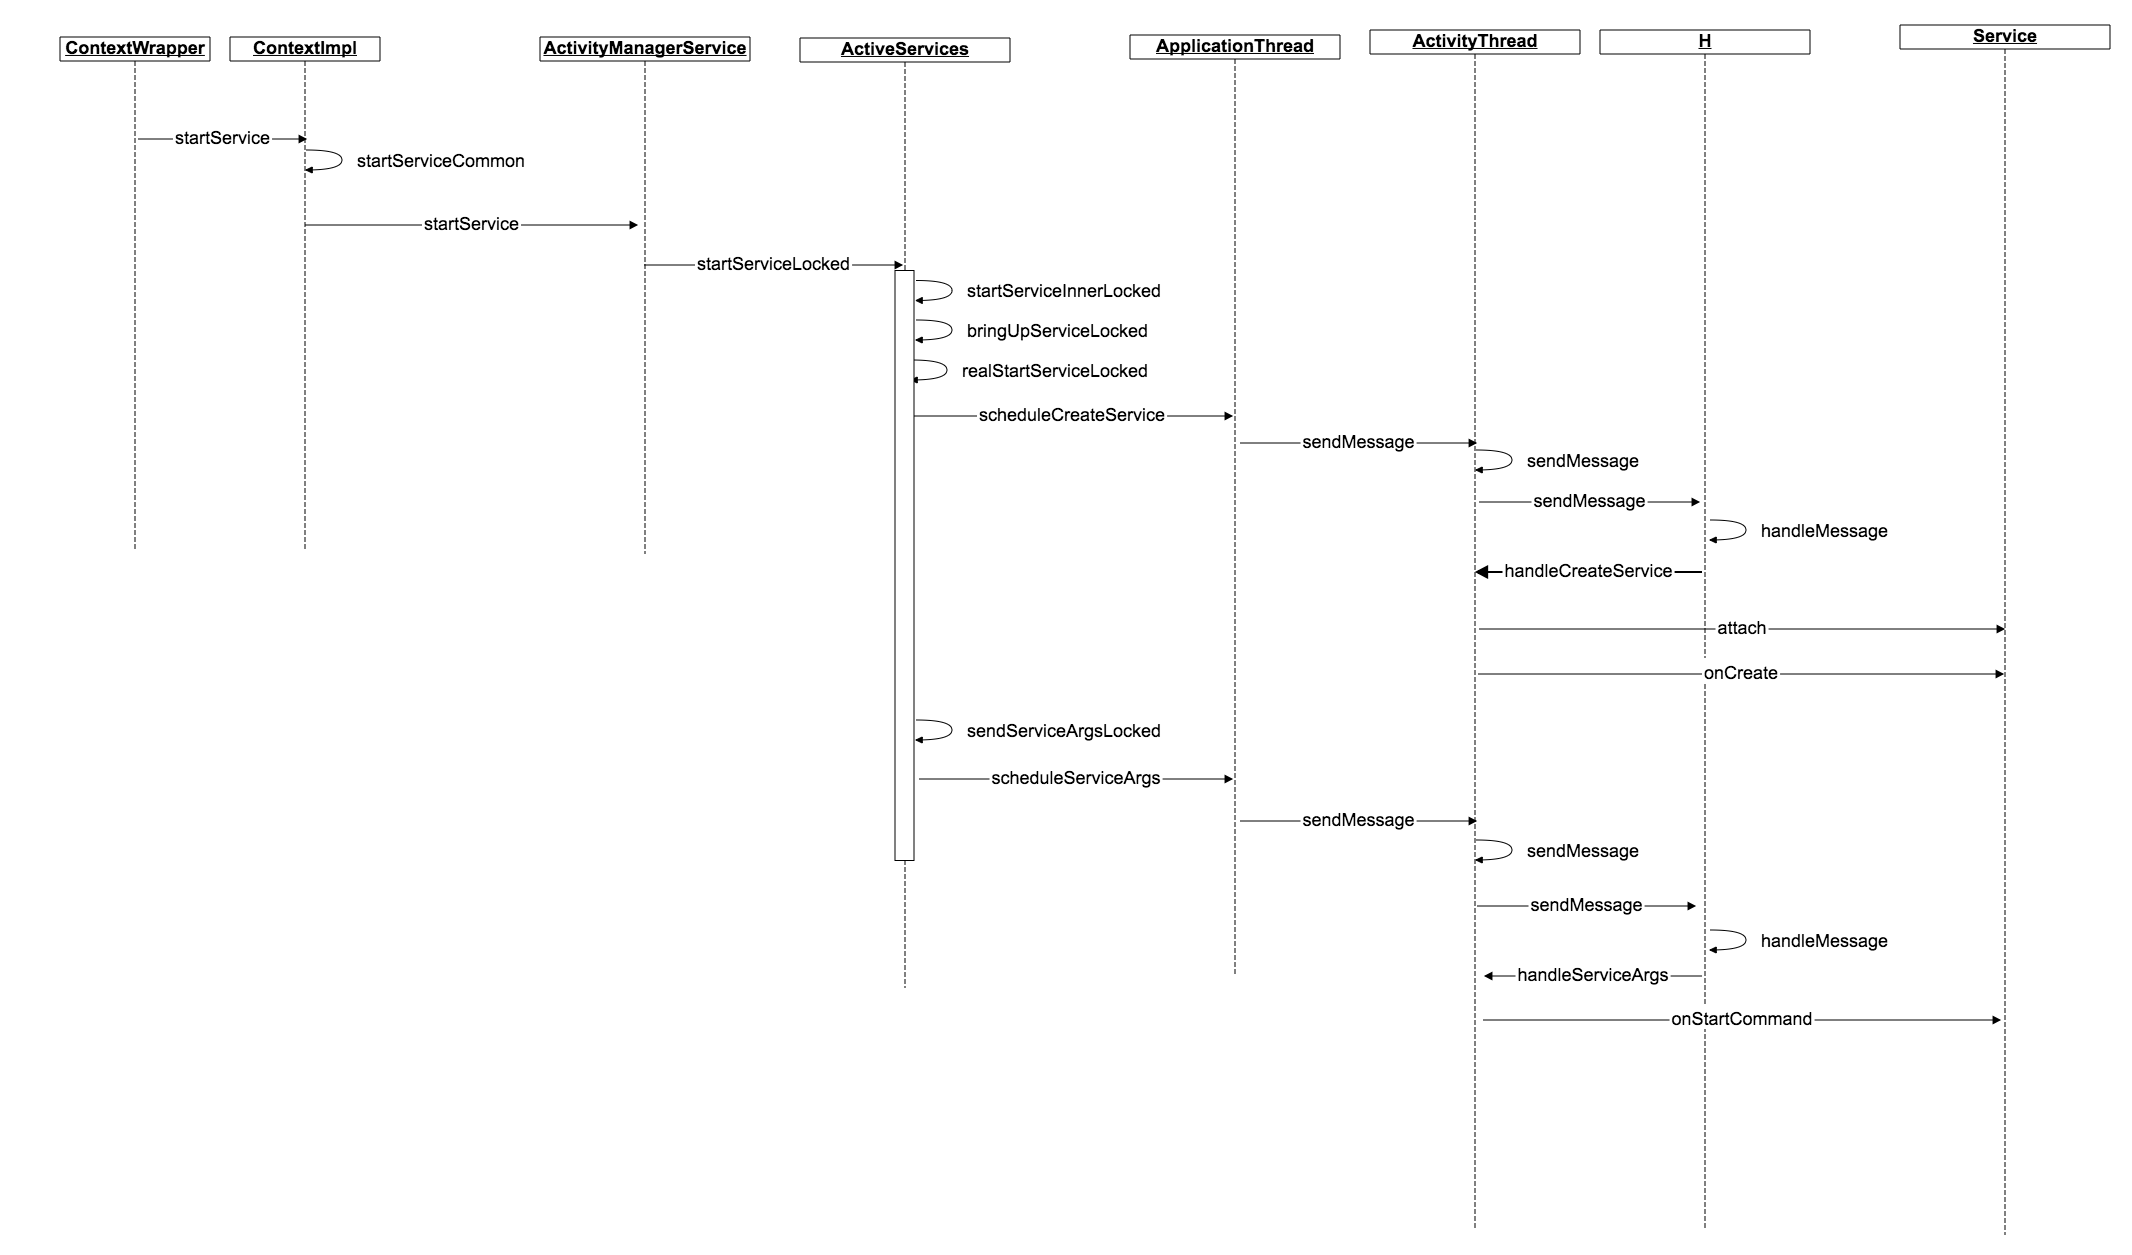 ContextWrapper
ContextImpl
ActivityManagerService
ActiveServices
ApplicationThread
ActivityThread
H
Service
startService
startServiceCommon
startService
startServiceLocked
startServiceInnerLocked
bringUpServiceLocked
realStartServiceLocked
scheduleCreateService
sendMessage
sendMessage
sendMessage
handleMessage
handleCreateService
attach
onCreate
sendServiceArgsLocked
scheduleServiceArgs
sendMessage
sendMessage
sendMessage
handleMessage
handleServiceArgs
onStartCommand